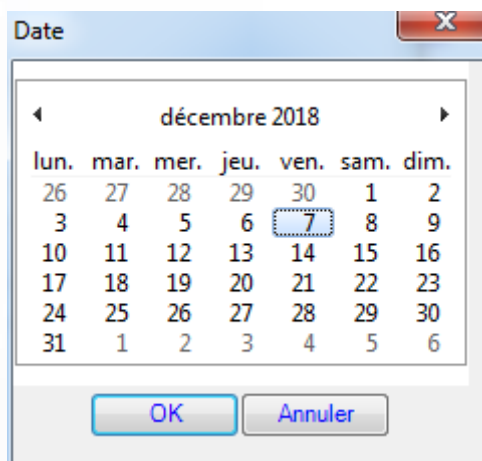 Date
décembre 2018
lun. mar. mer. jeu. ven. sam. dim.
26 27 28 29 30 1 2
3 4 5 6 7 8 9
10 11 12 13 14 15 16
17 18 19 20 21 22 23
24 25 26 27 28 29 30
31 1 2 3 4 5 6
OK Annuler